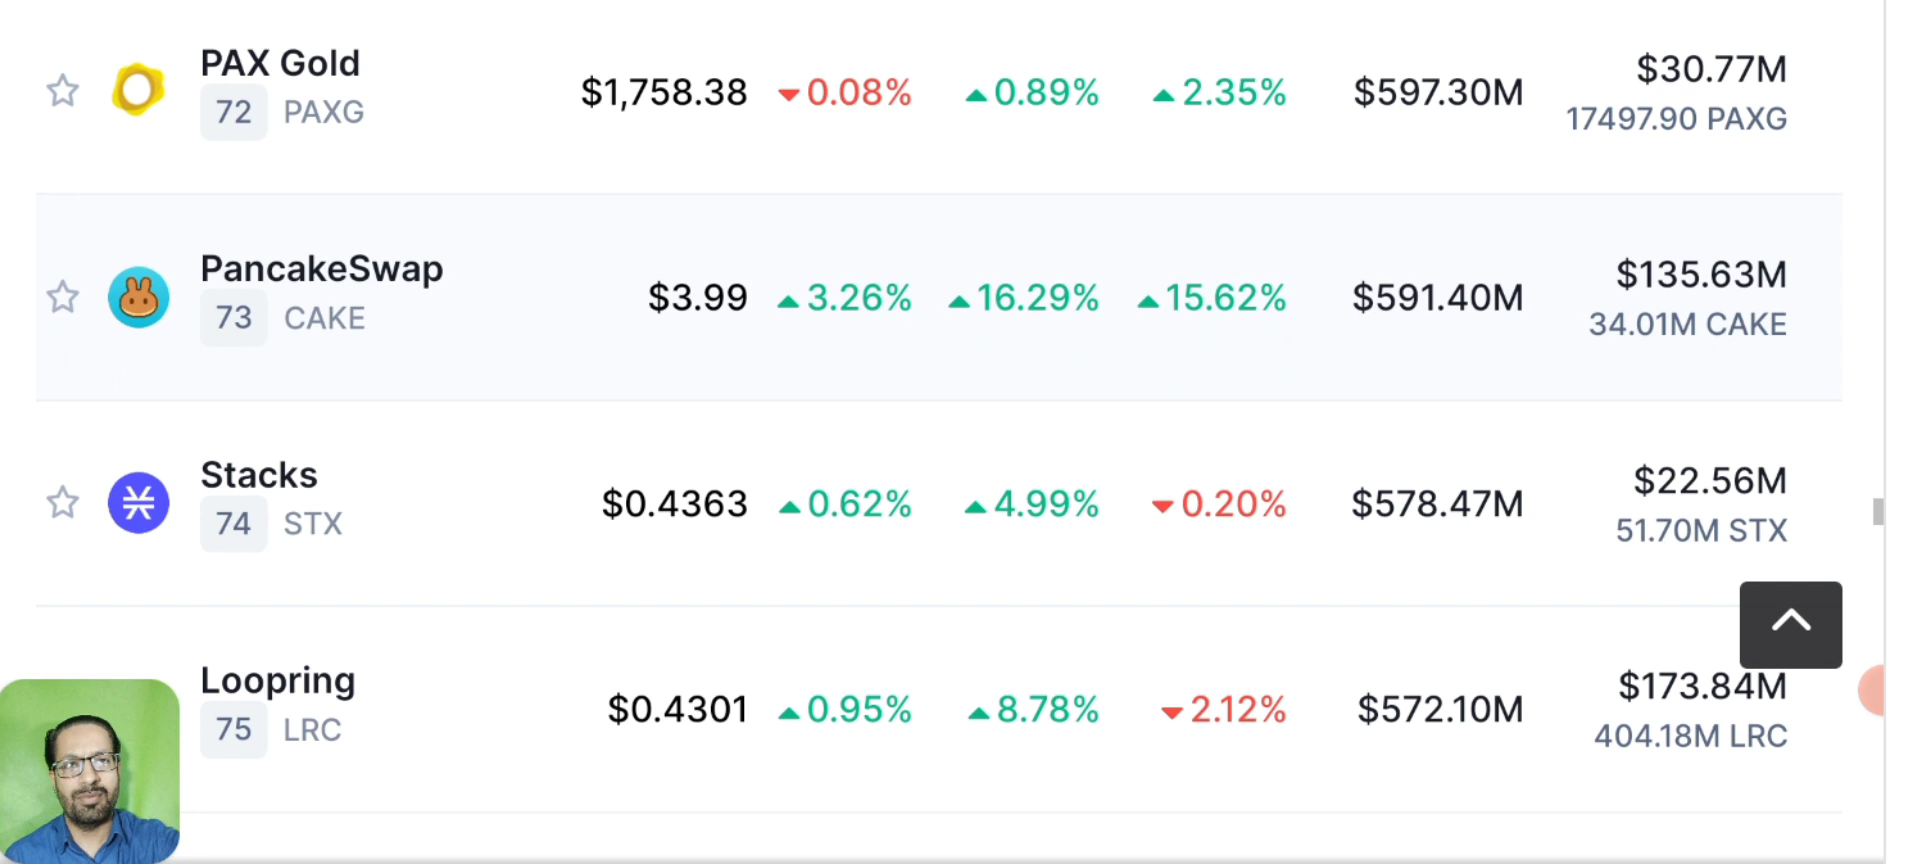 PAX Gold
72 PAXG
$1,758.38 0.08% 0.89% 2.35% $597.30M
$30.77M
17497.90 PAXG
PancakeSwap
73 CAKE
$3.99 3.26% 16.29% 15.62% $591.40M
$135.63M
34.01M CAKE
Stacks
74 STX
$0.4363 0.62% 4.99% 0.20% $578.47M
$22.56M
51.70M STX
Loopring
75 LRC
$0.4301 0.95% 8.78% 2.12% $572.10M
$173.84M
404.18M LRC